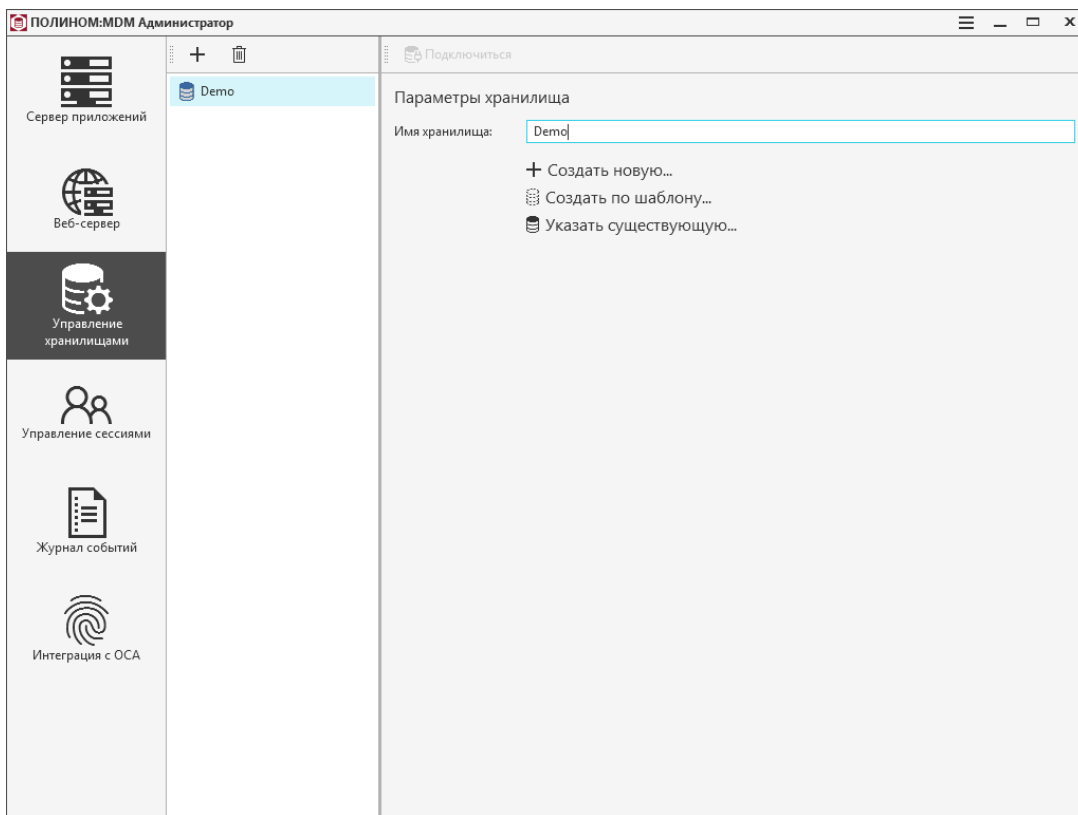 ПОЛИНОМ:MDM Администратор
Сервер приложений
Веб-сервер
Управление
хранилищами
Управление сессиями
Журнал событий
Интеграция с ОСА
Demo
Подключиться
Параметры хранилища
Имя хранилища:
Demo
Создать новую...
Создать по шаблону...
Указать существующую...